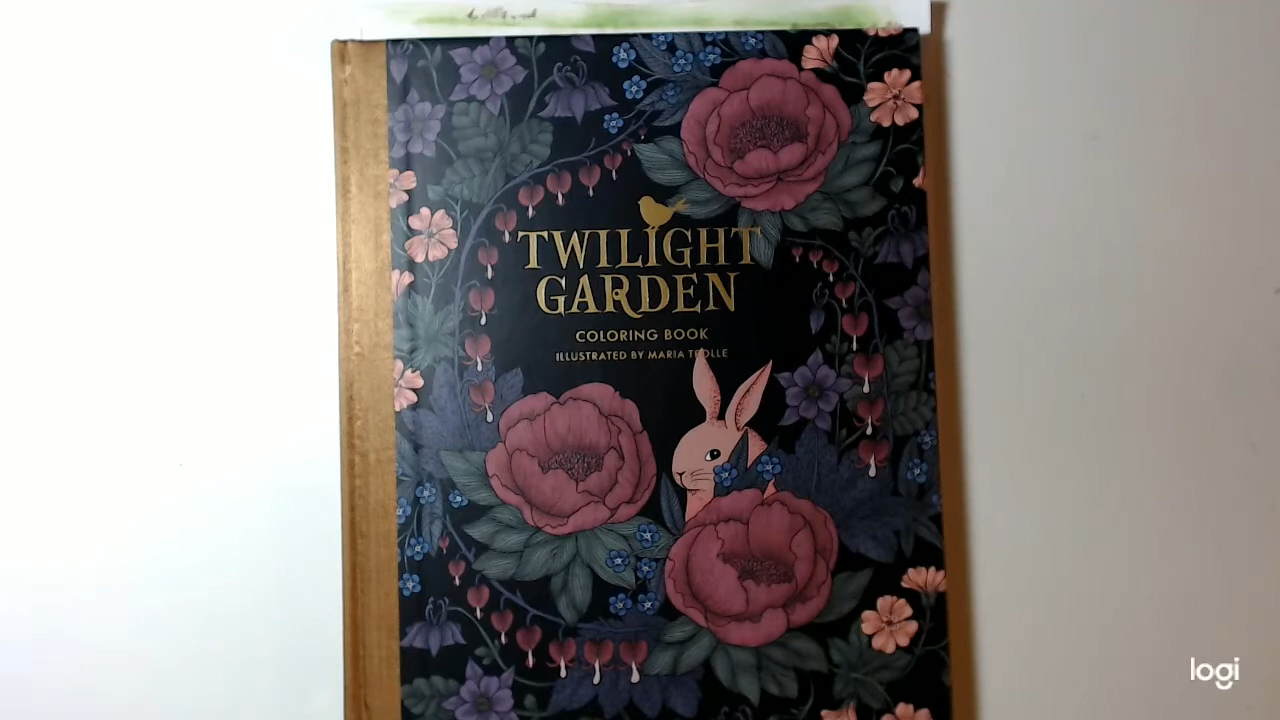 TWILIGHT
GARDEN
COLORING BOOK
ILLUSTRATED BY MARIA TROLLE
logi